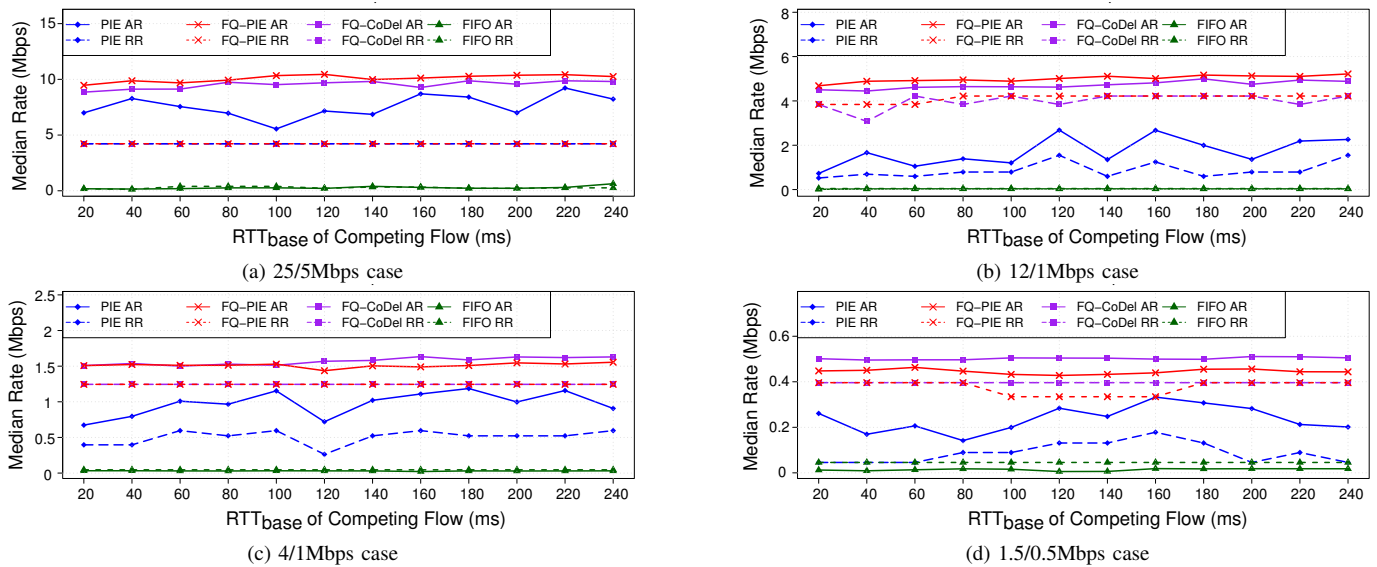 PIE AR FQ−PIE AR FQ−CoDel AR FIFO AR
PIE RR FQ−PIE RR FQ−CoDel RR FIFO RR
Median Rate (Mbps)
15
10
5
0
20 40 60 80 100 120 140 160 180 200 220 240
RTTbase of Competing Flow (ms)
(a) 25/5Mbps case
PIE AR FQ−PIE AR FQ−CoDel AR FIFO AR
PIE RR FQ−PIE RR FQ−CoDel RR FIFO RR
Median Rate (Mbps)
8
6
4
2
0
20 40 60 80 100 120 140 160 180 200 220 240
RTTbase of Competing Flow (ms)
(b) 12/1Mbps case
PIE AR FQ−PIE AR FQ−CoDel AR FIFO AR
PIE RR FQ−PIE RR FQ−CoDel RR FIFO RR
Median Rate (Mbps)
2.5
2
1.5
1
0.5
0
20 40 60 80 100 120 140 160 180 200 220 240
RTTbase of Competing Flow (ms)
(c) 4/1Mbps case
PIE AR FQ−PIE AR FQ−CoDel AR FIFO AR
PIE RR FQ−PIE RR FQ−CoDel RR FIFO RR
Median Rate (Mbps)
0.6
0.4
0.2
0
20 40 60 80 100 120 140 160 180 200 220 240
RTTbase of Competing Flow (ms)
(d) 1.5/0.5Mbps case